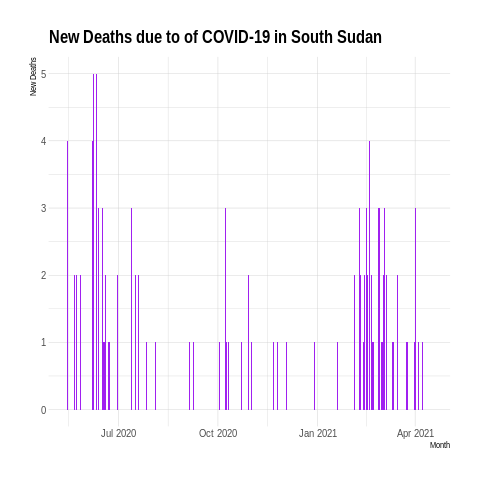 New Deaths due to of COVID-19 in South Sudan
New Deaths
5
4
3
2
1
0
Jul 2020 Oct 2020 Jan 2021 Apr 2021
Month